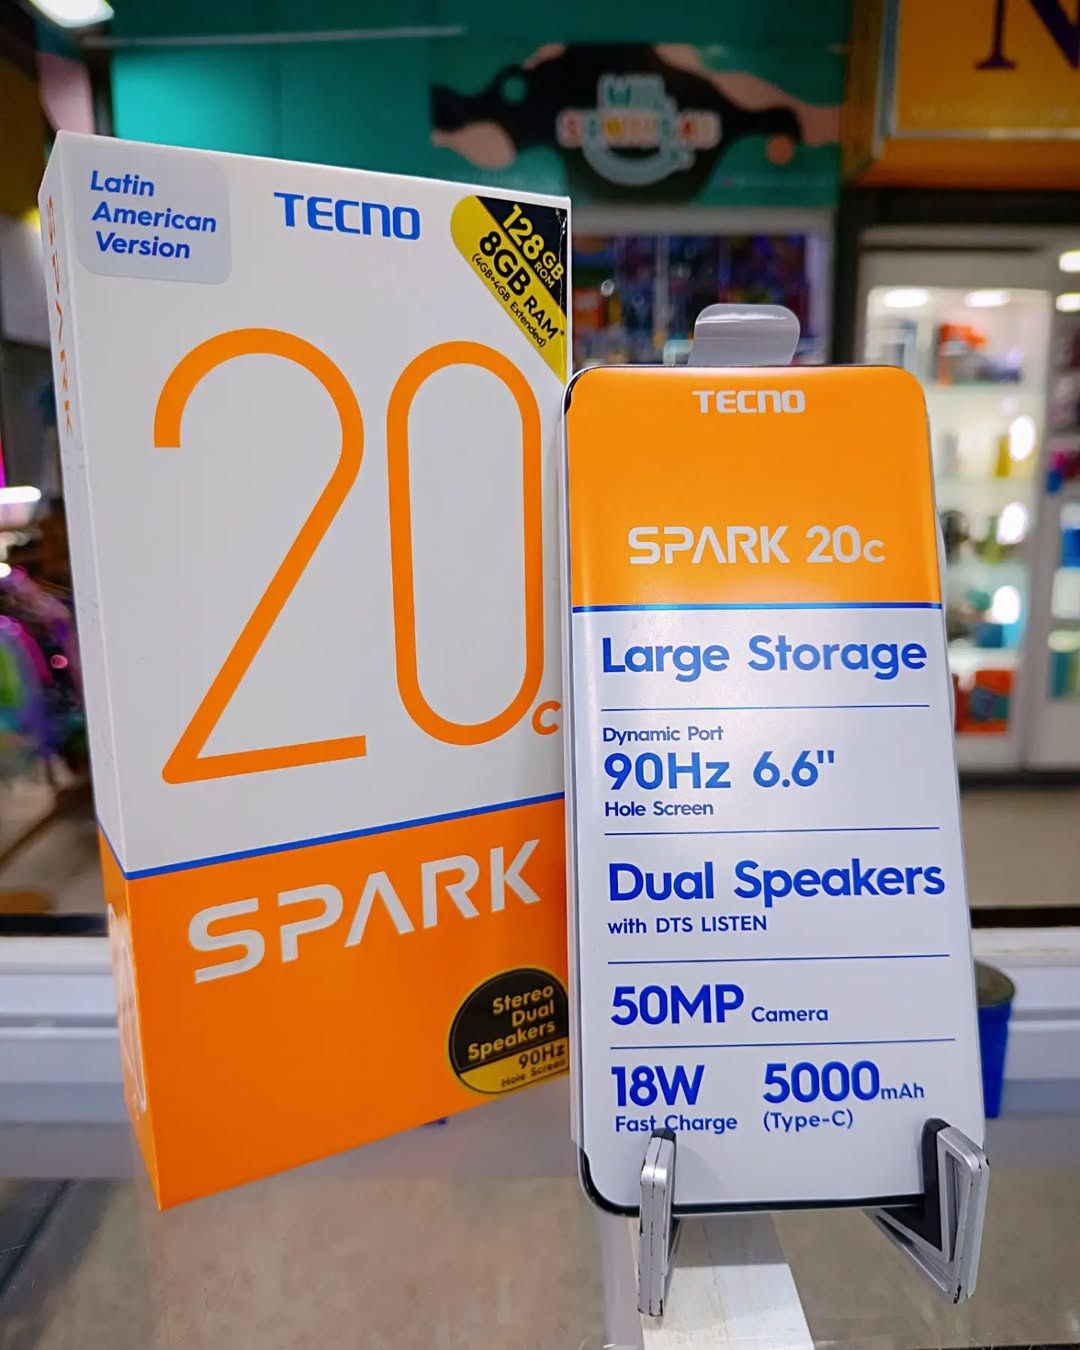 Latin
American
Version
TECNO
128GB
ROM
8GB RAM*
(4GB+4GB Extended)
20c
SPARK
Stereo
Dual
Speakers
90Hz
Hole Screen
SPARK
TECNO
SPARK 20c
Large Storage
Dynamic Port
90Hz 6.6"
Hole Screen
Dual Speakers
with DTS LISTEN
50MP Camera
18W 5000mAh
Fast Charge (Type-C)
N